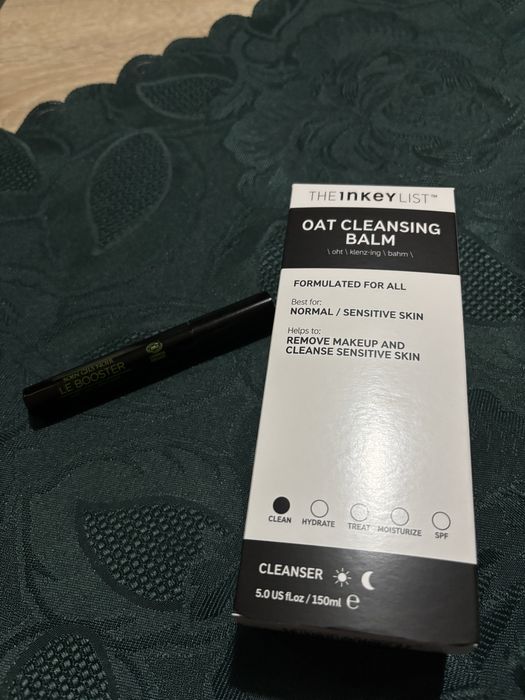 THE INKEY LIST™
OAT CLEANSING
BALM
\ oht \ klenz-ing \ bahm \
FORMULATED FOR ALL
Best for:
NORMAL / SENSITIVE SKIN
Helps to:
REMOVE MAKEUP AND
CLEANSE SENSITIVE SKIN
CLEAN
HYDRATE
TREAT
MOISTURIZE
SPF
CLEANSER
5.0 US fl.oz / 150ml e
LE BOOSTER